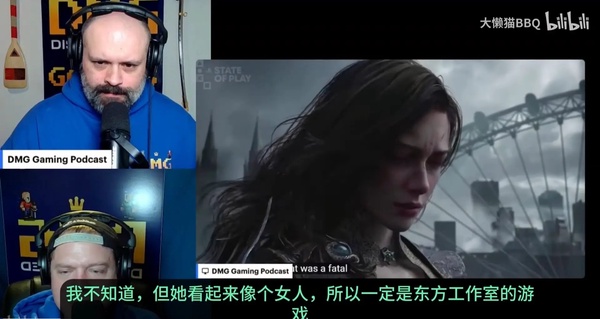 大懒猫BBQ bilibili
STATE
OF PLAY
DMG Gaming Podcast
DMG Gaming Podcast
t was a fatal
我不知道，但她看起来像个女人，所以一定是东方工作室的游
戏